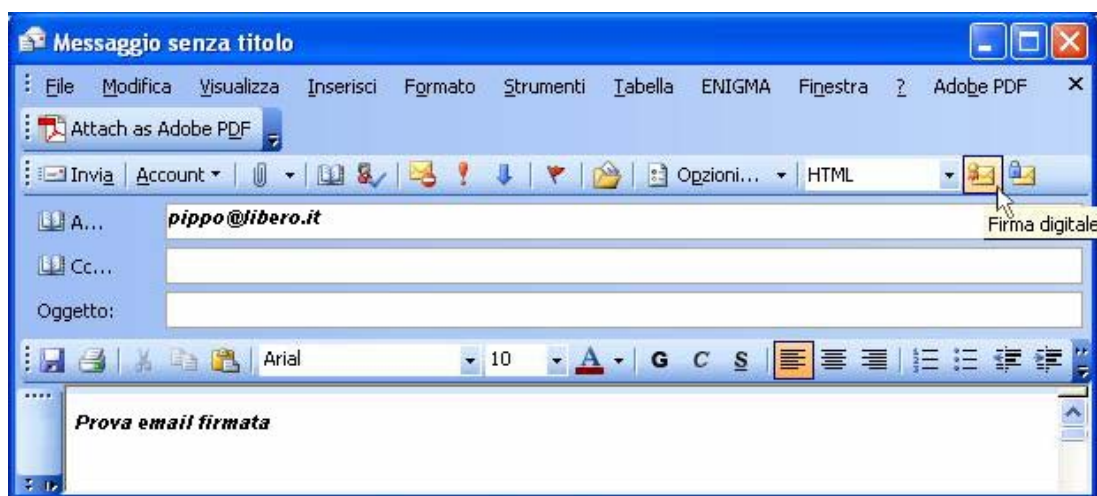 Messaggio senza titolo
File Modifica Visualizza Inserisci Formato Strumenti Tabella ENIGMA Finestra ? Adobe PDF
Attach as Adobe PDF
Invia Account Opzioni... HTML
A... pippo@libero.it
Firma digitale
Cc...
Oggetto:
Arial 10 A G C S
Prova email firmata